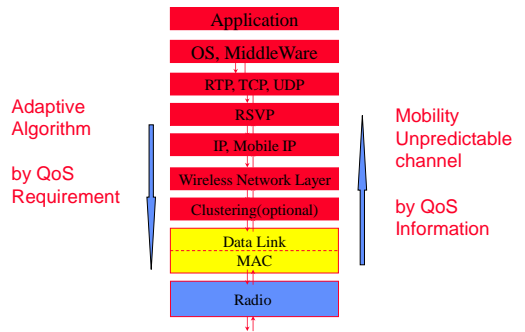 Application
OS, MiddleWare
RTP, TCP, UDP
RSVP
IP, Mobile IP
Wireless Network Layer
Clustering(optional)
Data Link
MAC
Radio
Adaptive
Algorithm
by QoS
Requirement
Mobility
Unpredictable
channel
by QoS
Information